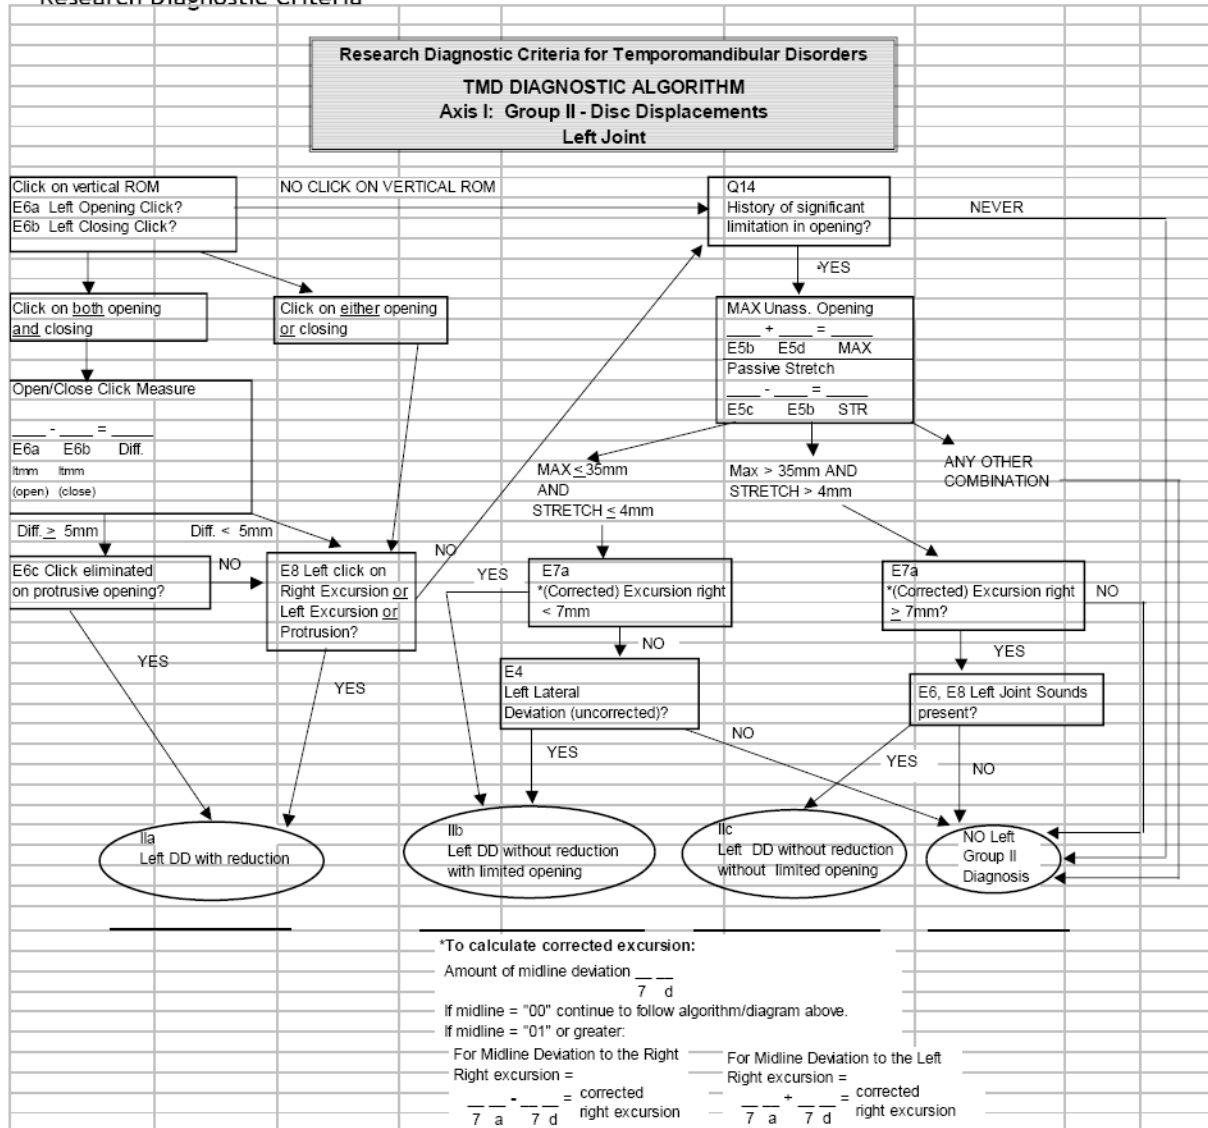 Research Diagnostic Criteria
Research Diagnostic Criteria for Temporomandibular Disorders
TMD DIAGNOSTIC ALGORITHM
Axis I: Group II - Disc Displacements
Left Joint
Click on vertical ROM
E6a Left Opening Click?
E6b Left Closing Click?
NO CLICK ON VERTICAL ROM
Q14
History of significant
limitation in opening?
NEVER
YES
Click on both opening
and closing
Click on either opening
or closing
MAX Unass. Opening
____ + ____ = _____
E5b E5d MAX
Passive Stretch
____ - ____ = _____
E5c E5b STR
Open/Close Click Measure
____ - ____ = _____
E6a E6b Diff.
ltmm ltmm
(open) (close)
MAX ≤ 35mm
AND
STRETCH ≤ 4mm
Max > 35mm AND
STRETCH > 4mm
ANY OTHER
COMBINATION
Diff. ≥ 5mm
Diff. < 5mm
E6c Click eliminated
on protrusive opening?
NO
E8 Left click on
Right Excursion or
Left Excursion or
Protrusion?
NO
YES
E7a
*(Corrected) Excursion right
< 7mm
E7a
*(Corrected) Excursion right
≥ 7mm?
NO
YES
YES
NO
YES
E4
Left Lateral
Deviation (uncorrected)?
E6, E8 Left Joint Sounds
present?
YES
NO
YES
NO
IIa
Left DD with reduction
IIb
Left DD without reduction
with limited opening
IIc
Left DD without reduction
without limited opening
NO Left
Group II
Diagnosis
*To calculate corrected excursion:
Amount of midline deviation __ __
7 d
If midline = "00" continue to follow algorithm/diagram above.
If midline = "01" or greater:
For Midline Deviation to the Right
Right excursion =
__ __ - __ __ = corrected
7 a 7 d right excursion
For Midline Deviation to the Left
Right excursion =
__ __ + __ __ = corrected
7 a 7 d right excursion